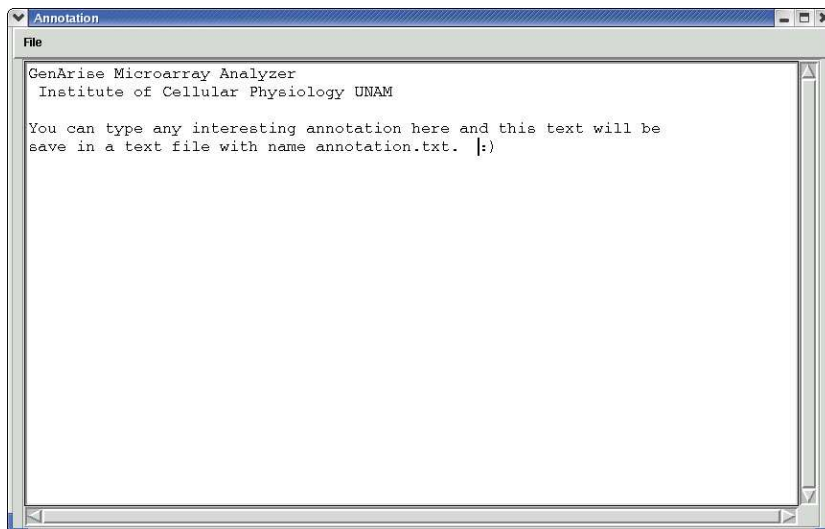 Annotation
File
GenArise Microarray Analyzer
Institute of Cellular Physiology UNAM
You can type any interesting annotation here and this text will be
save in a text file with name annotation.txt. :)